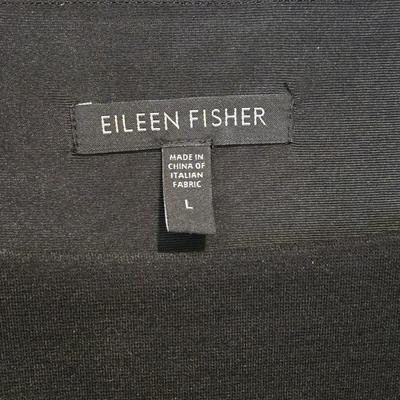 EILEEN FISHER
MADE IN
CHINA OF
ITALIAN
FABRIC
L